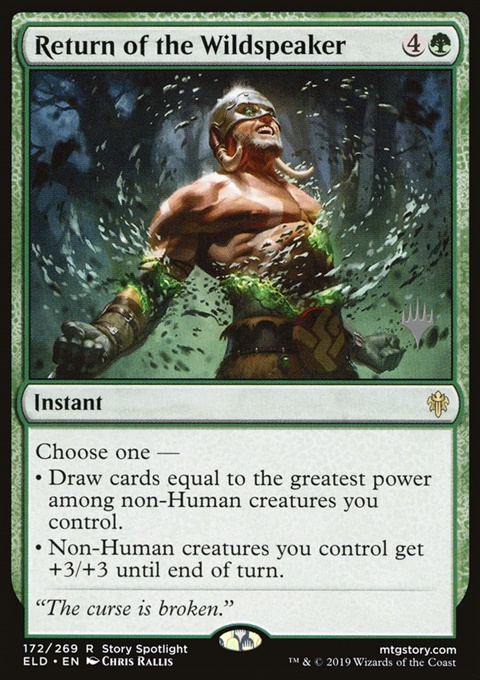 Return of the Wildspeaker 4
Instant
Choose one —
• Draw cards equal to the greatest power
among non-Human creatures you
control.
• Non-Human creatures you control get
+3/+3 until end of turn.
“The curse is broken.”
172/269 R Story Spotlight mtgstory.com
ELD • EN Chris Rallis ™ & © 2019 Wizards of the Coast